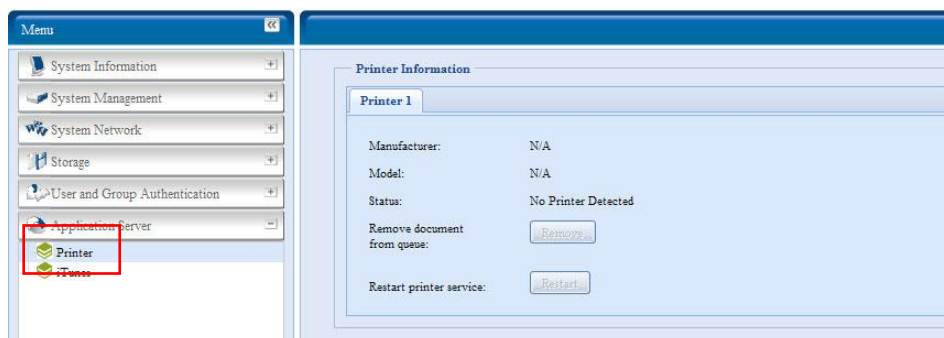 Menu
System Information
System Management
System Network
Storage
User and Group Authentication
Application Server
Printer
iTunes
Printer Information
Printer 1
Manufacturer: N/A
Model: N/A
Status: No Printer Detected
Remove document
from queue:
Remove
Restart printer service: Restart